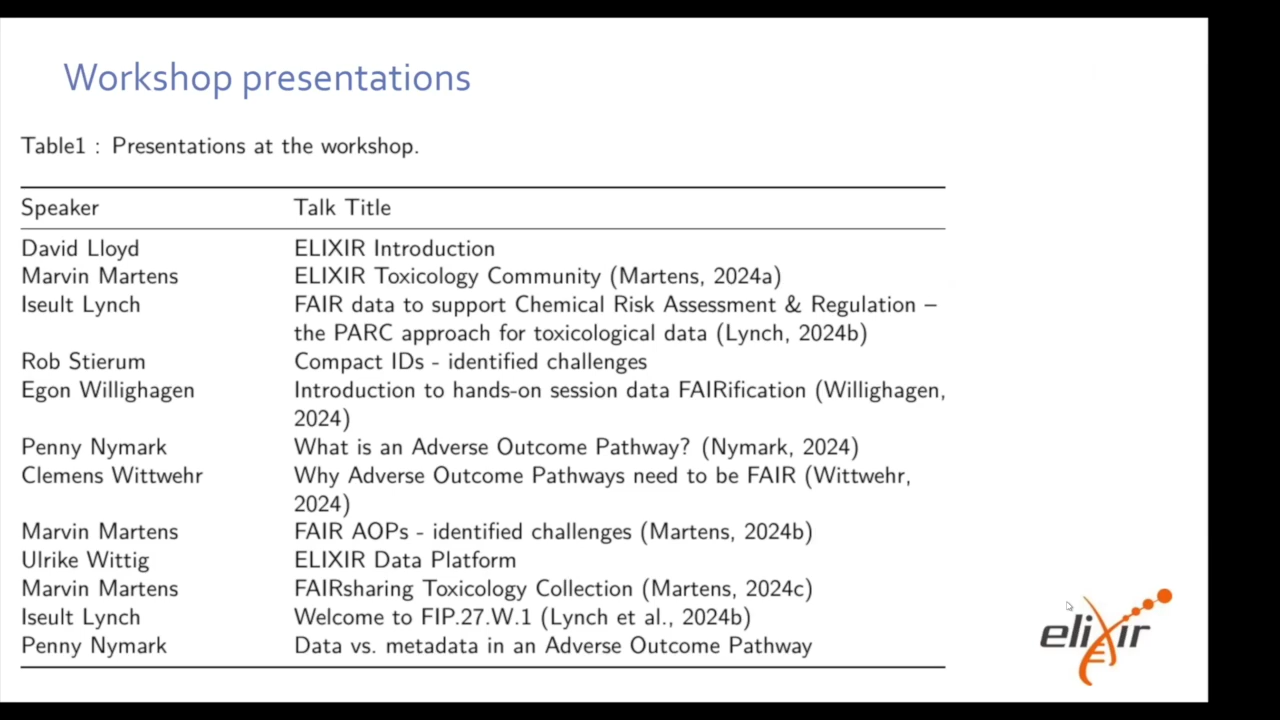 Workshop presentations
Table1 : Presentations at the workshop.
Speaker Talk Title
David Lloyd ELIXIR Introduction
Marvin Martens ELIXIR Toxicology Community (Martens, 2024a)
Iseult Lynch FAIR data to support Chemical Risk Assessment & Regulation –
the PARC approach for toxicological data (Lynch, 2024b)
Rob Stierum Compact IDs - identified challenges
Egon Willighagen Introduction to hands-on session data FAIRification (Willighagen,
2024)
Penny Nymark What is an Adverse Outcome Pathway? (Nymark, 2024)
Clemens Wittwehr Why Adverse Outcome Pathways need to be FAIR (Wittwehr,
2024)
Marvin Martens FAIR AOPs - identified challenges (Martens, 2024b)
Ulrike Wittig ELIXIR Data Platform
Marvin Martens FAIRsharing Toxicology Collection (Martens, 2024c)
Iseult Lynch Welcome to FIP.27.W.1 (Lynch et al., 2024b)
Penny Nymark Data vs. metadata in an Adverse Outcome Pathway
elixir